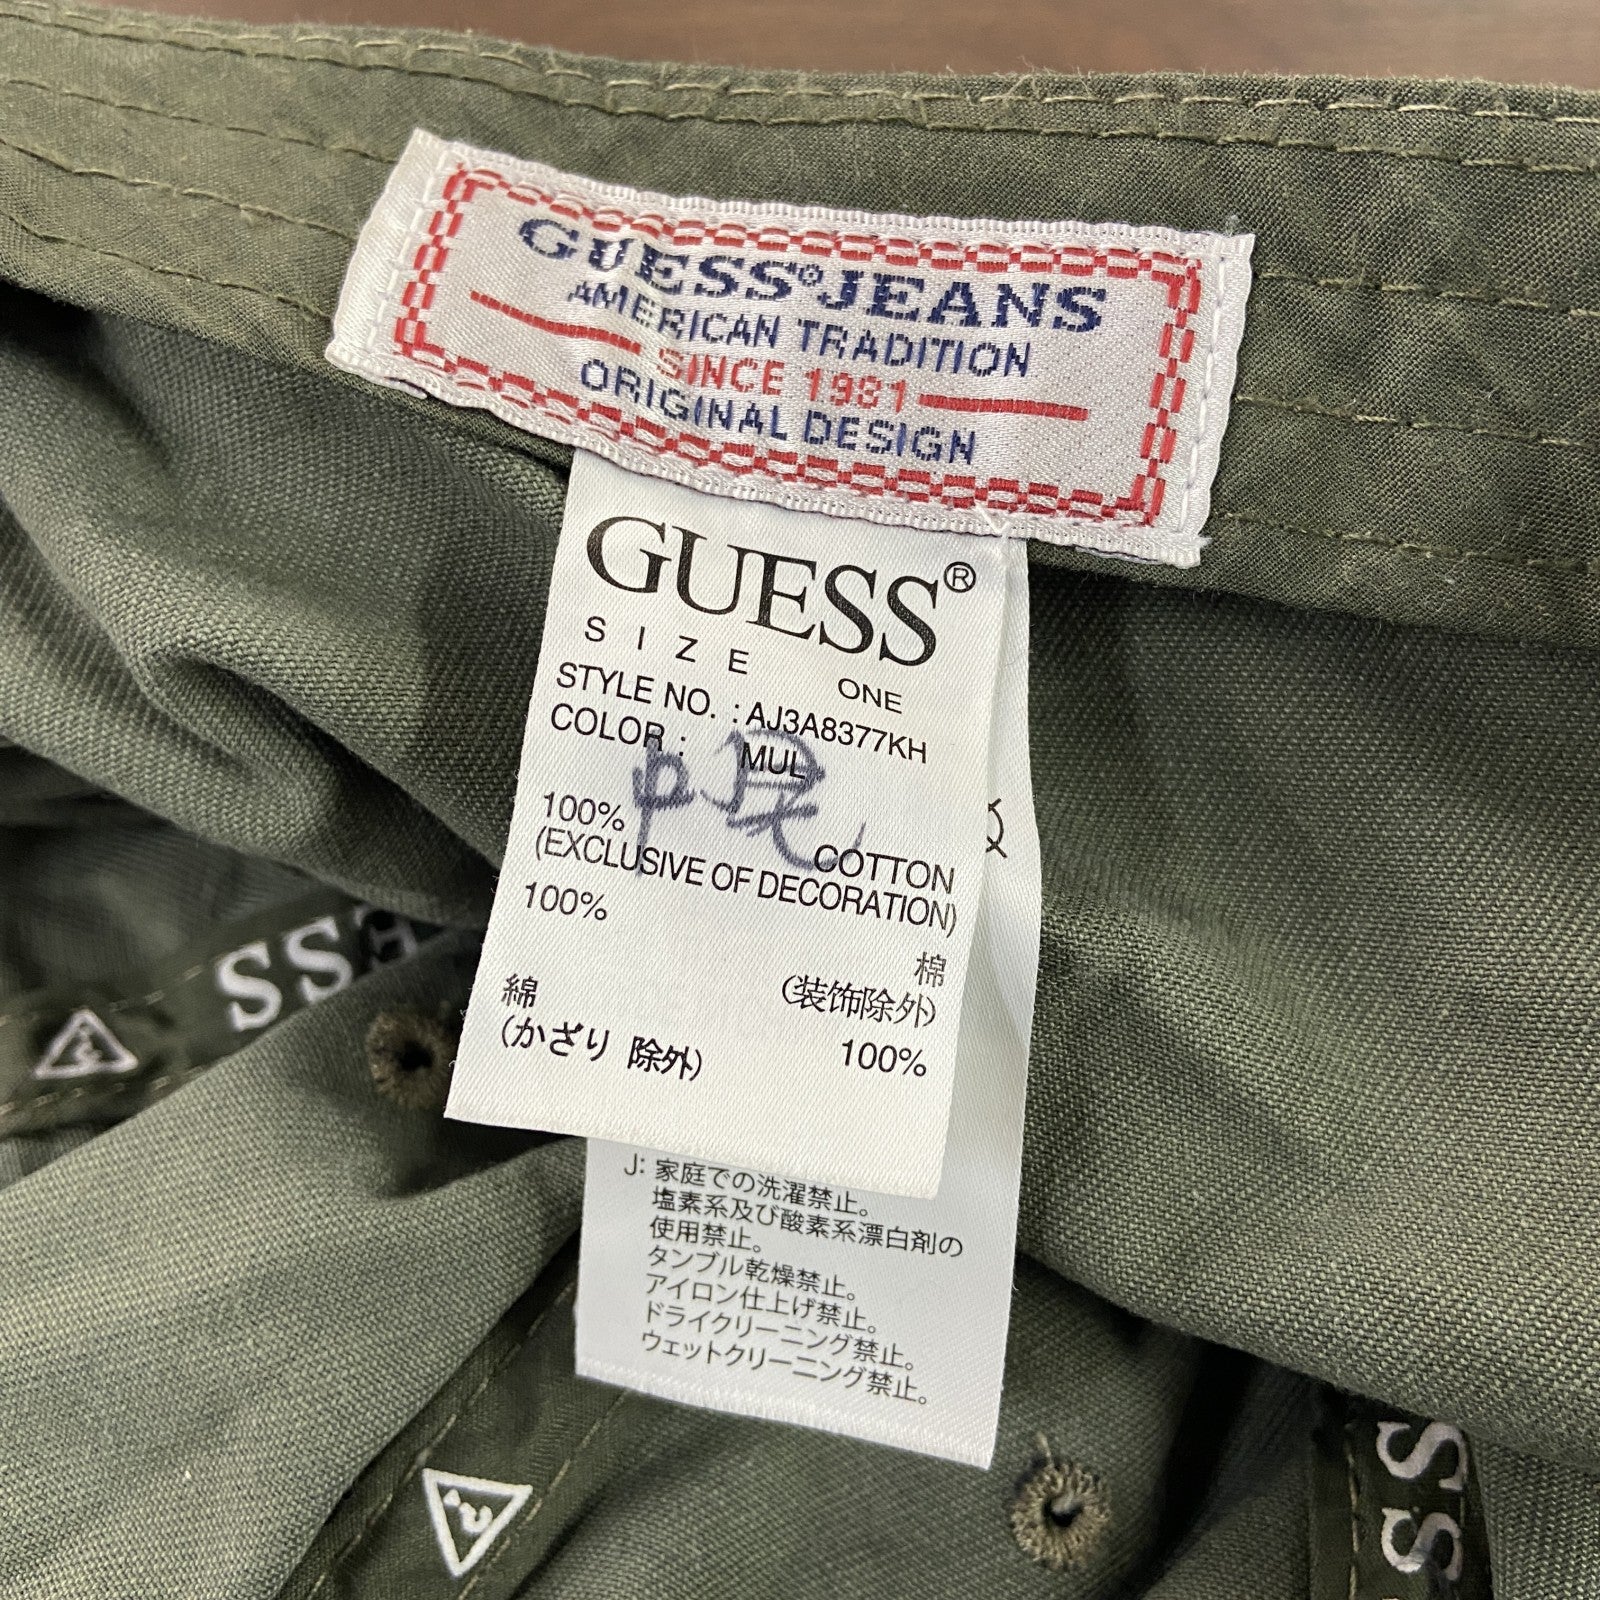 GUESS® JEANS
AMERICAN TRADITION
SINCE 1981
ORIGINAL DESIGN
GUESS®
SIZE ONE
STYLE NO. : AJ3A8377KH
COLOR : MUL
100% COTTON
(EXCLUSIVE OF DECORATION)
100% 棉
(装饰除外)
綿 100%
(かざり 除外)
J: 家庭での洗濯禁止。
塩素系及び酸素系漂白剤の
使用禁止。
タンブル乾燥禁止。
アイロン仕上げ禁止。
ドライクリーニング禁止。
ウェットクリーニング禁止。
ESS
?
?
SS